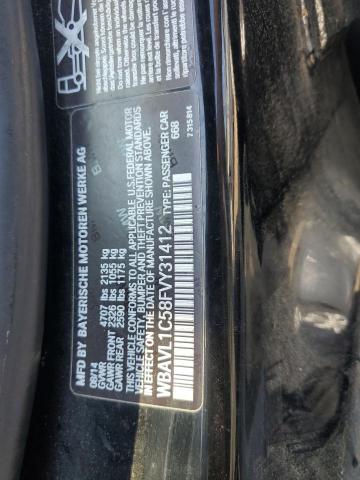 MFD BY BAYERISCHE MOTOREN WERKE AG
08/14
GVWR 4707 lbs 2135 kg
GAWR FRONT 2326 lbs 1055 kg
GAWR REAR 2590 lbs 1175 kg
THIS VEHICLE CONFORMS TO ALL APPLICABLE U.S.FEDERAL MOTOR
VEHICLE SAFETY, BUMPER AND THEFT PREVENTION
STANDARDS IN EFFECT ON THE DATE OF MANUFACTURE SHOWN ABOVE.
WBAVL1C58FVY31412 TYPE: PASSENGER CAR
668
7315814